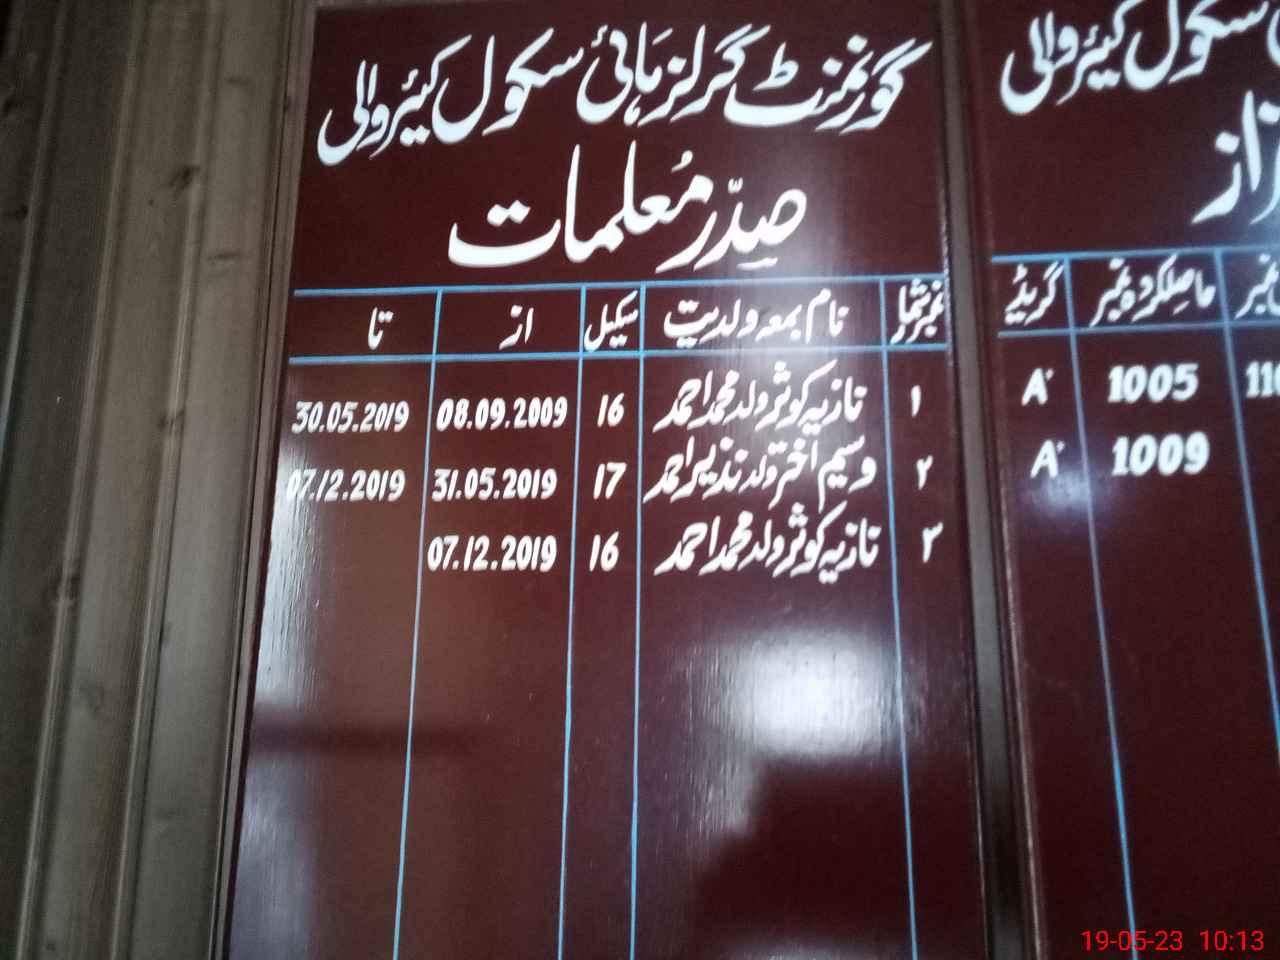 گورنمنٹ گرلز ہائی سکول کیئروالی
صدر معلمات
نمبر شمار نام بمعہ ولدیت سکیل از تا
۱ نازیہ کوثر ولد محمد احمد 16 08.09.2009 30.05.2019
۲ وسیم اختر ولد نذیر احمد 17 31.05.2019 07.12.2019
۳ نازیہ کوثر ولد محمد احمد 16 07.12.2019
سکول کیئروالی
حاصلکردہ نمبر گریڈ
1005 A+
1009 A+
19-05-23 10:13